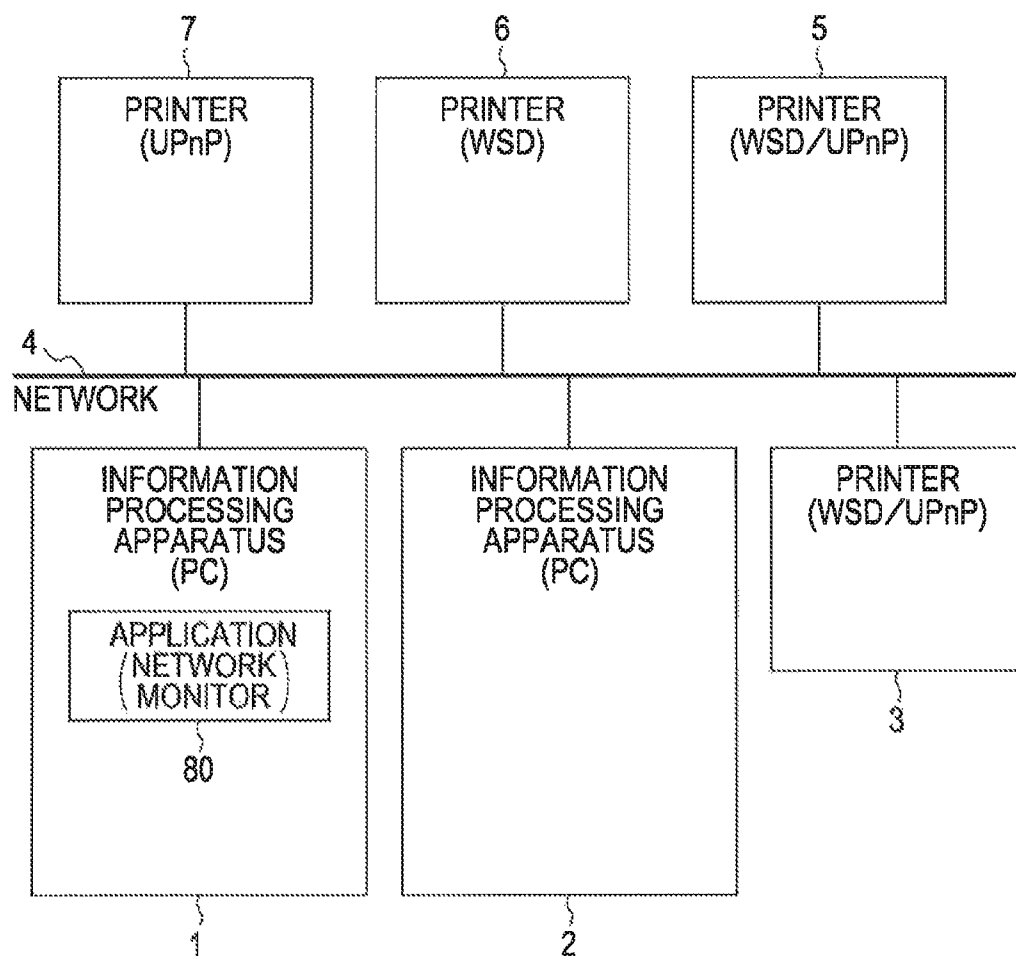 7
6
5
PRINTER
(UPnP)
PRINTER
(WSD)
PRINTER
(WSD/UPnP)
4
NETWORK
INFORMATION
PROCESSING
APPARATUS
(PC)
APPLICATION
(NETWORK
MONITOR)
80
INFORMATION
PROCESSING
APPARATUS
(PC)
PRINTER
(WSD/UPnP)
3
1
2